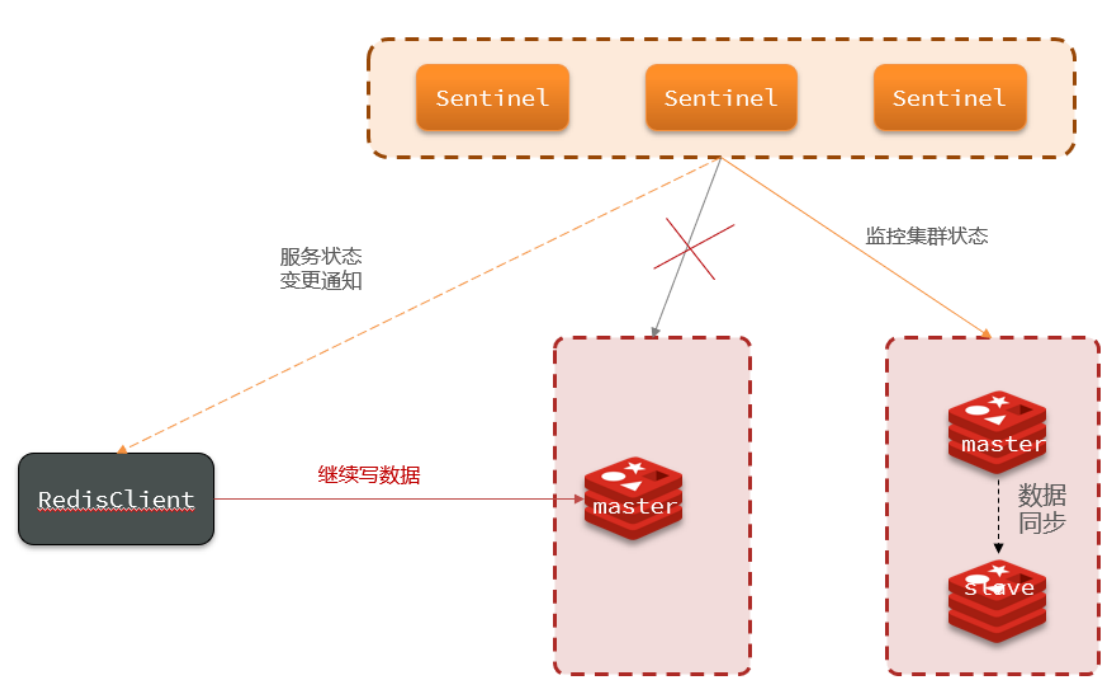 Sentinel
Sentinel
Sentinel
服务状态
变更通知
监控集群状态
RedisClient
继续写数据
master
master
数据
同步
slave